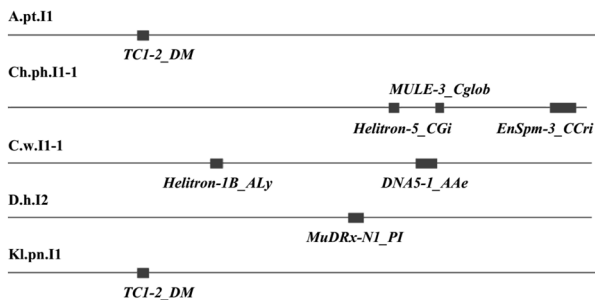 A.pt.I1
TC1-2_DM
Ch.ph.I1-1
MULE-3_Cglob
Helitron-5_CGi EnSpm-3_CCri
C.w.I1-1
Helitron-1B_ALy DNA5-1_AAe
D.h.I2
MuDRx-N1_PI
Kl.pn.I1
TC1-2_DM